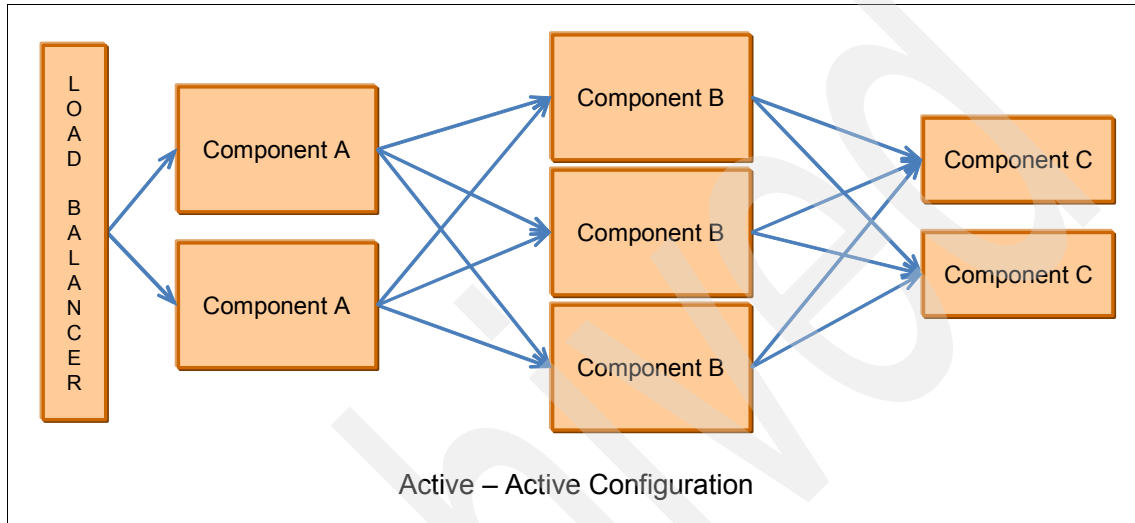 LOAD BALANCER
Component A
Component A
Component B
Component B
Component B
Component C
Component C
Active – Active Configuration